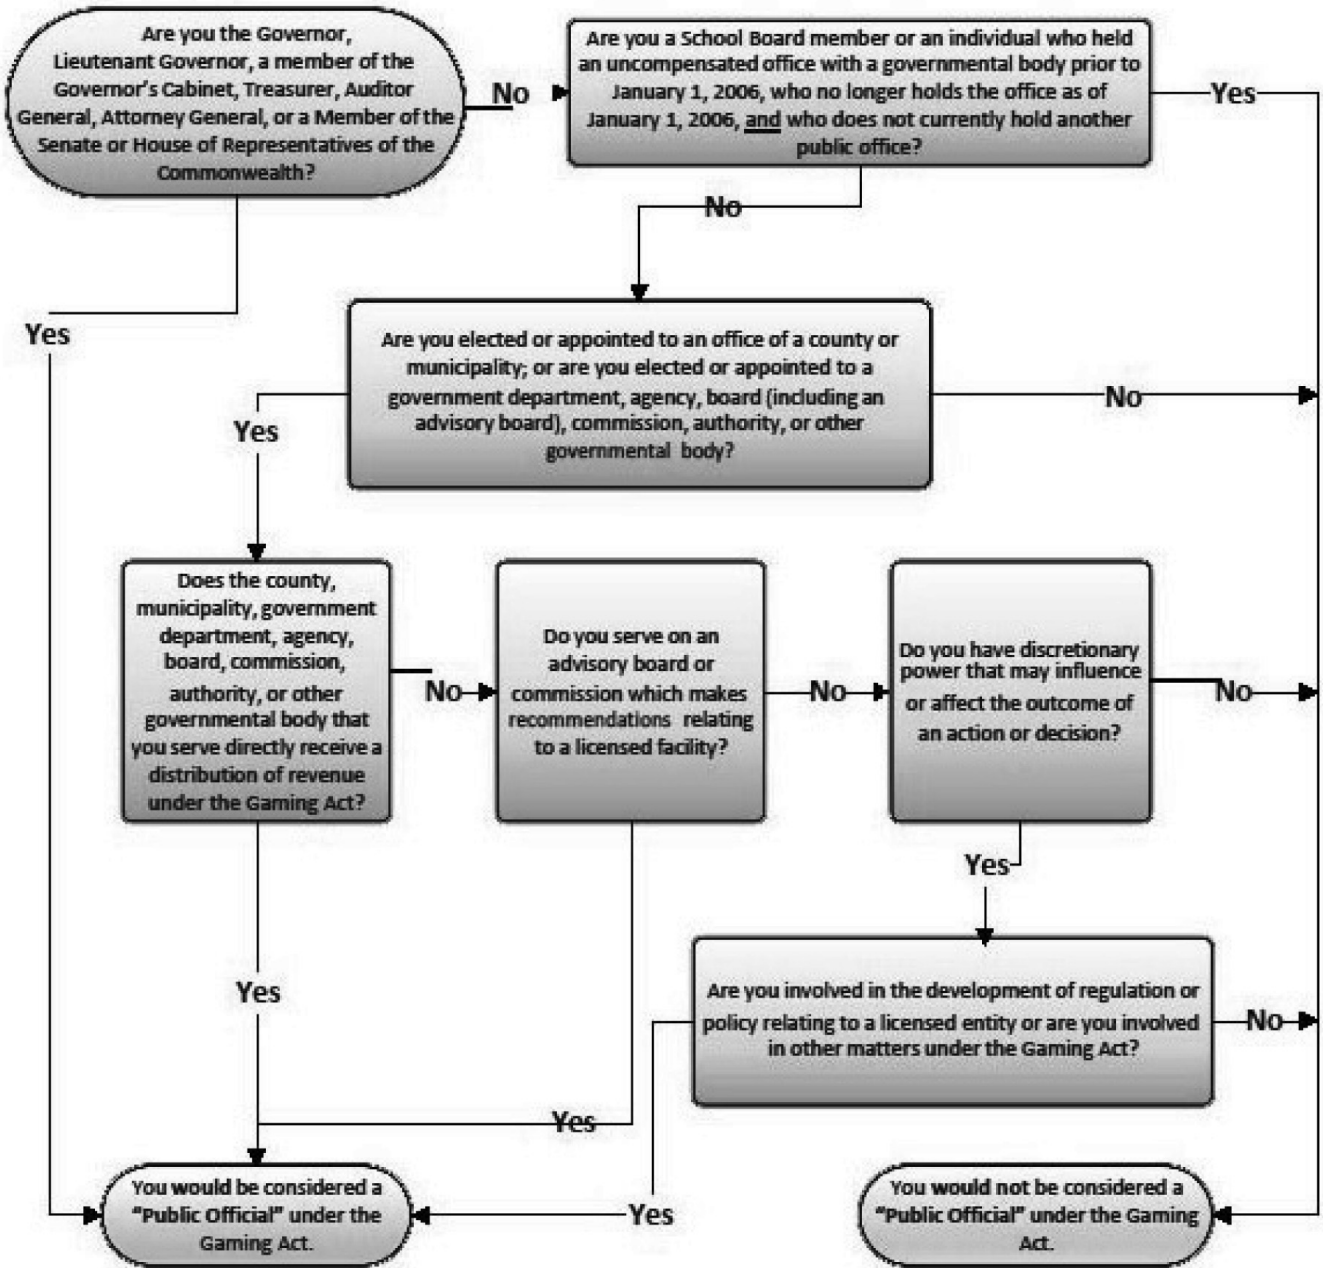 Are you the Governor,
Lieutenant Governor, a member of the
Governor's Cabinet, Treasurer, Auditor
General, Attorney General, or a Member of the
Senate or House of Representatives of the
Commonwealth?
No
Are you a School Board member or an individual who held
an uncompensated office with a governmental body prior to
January 1, 2006, who no longer holds the office as of
January 1, 2006, and who does not currently hold another
public office?
Yes
No
Yes
Are you elected or appointed to an office of a county or
municipality; or are you elected or appointed to a
government department, agency, board (including an
advisory board), commission, authority, or other
governmental body?
No
Yes
Does the county,
municipality, government
department, agency,
board, commission,
authority, or other
governmental body that
you serve directly receive a
distribution of revenue
under the Gaming Act?
No
Do you serve on an
advisory board or
commission which makes
recommendations relating
to a licensed facility?
No
Do you have discretionary
power that may influence
or affect the outcome of
an action or decision?
No
Yes
Yes
Are you involved in the development of regulation or
policy relating to a licensed entity or are you involved
in other matters under the Gaming Act?
No
Yes
You would be considered a
"Public Official" under the
Gaming Act.
Yes
You would not be considered a
"Public Official" under the Gaming
Act.